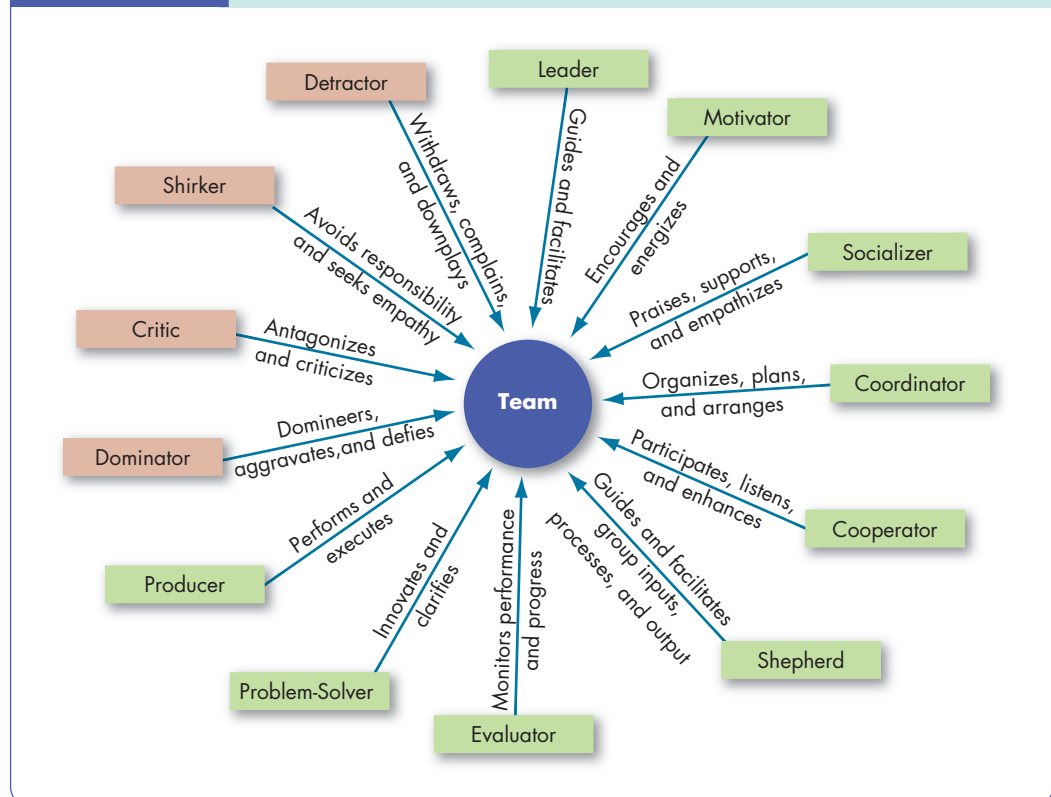 Leader
Guides and facilitates
Motivator
Encourages and
energizes
Socializer
Praises, supports,
and empathizes
Coordinator
Organizes, plans,
and arranges
Cooperator
Participates, listens,
and enhances
Shepherd
Guides and facilitates
group inputs,
processes, and output
Evaluator
Monitors performance
and progress
Problem-Solver
Innovates and
clarifies
Producer
Performs and
executes
Dominator
Domineers,
aggravates,and defies
Critic
Antagonizes
and criticizes
Shirker
Avoids responsibility
and seeks empathy
Detractor
Withdraws, complains,
and downplays
Team